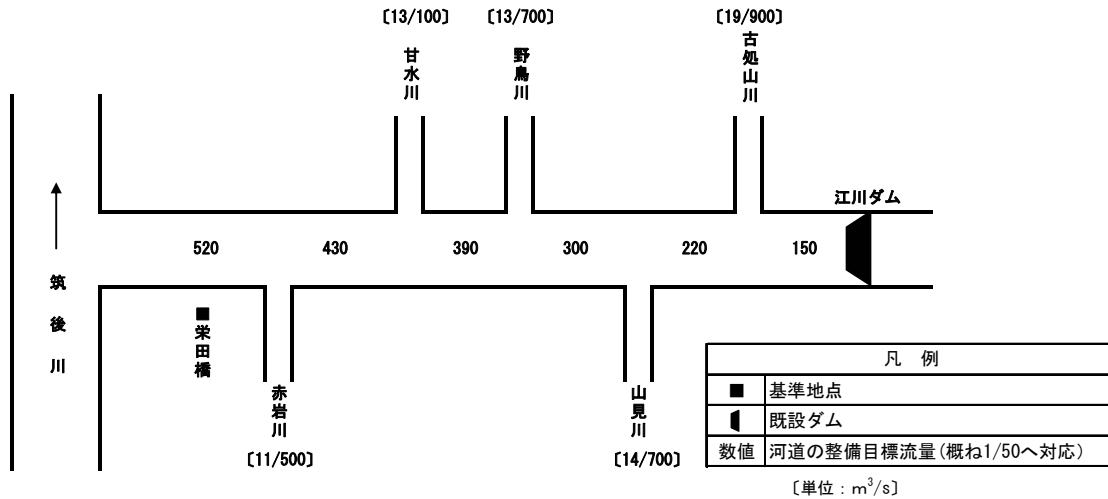 〔13/100〕 〔13/700〕 〔19/900〕
甘水川
野鳥川
古処山川
江川ダム
520 430 390 300 220 150
筑後川
■栄田橋
赤岩川
〔11/500〕
山見川
〔14/700〕
凡 例
■ 基準地点
既設ダム
数値 河道の整備目標流量(概ね1/50へ対応)
〔単位:m³/s〕